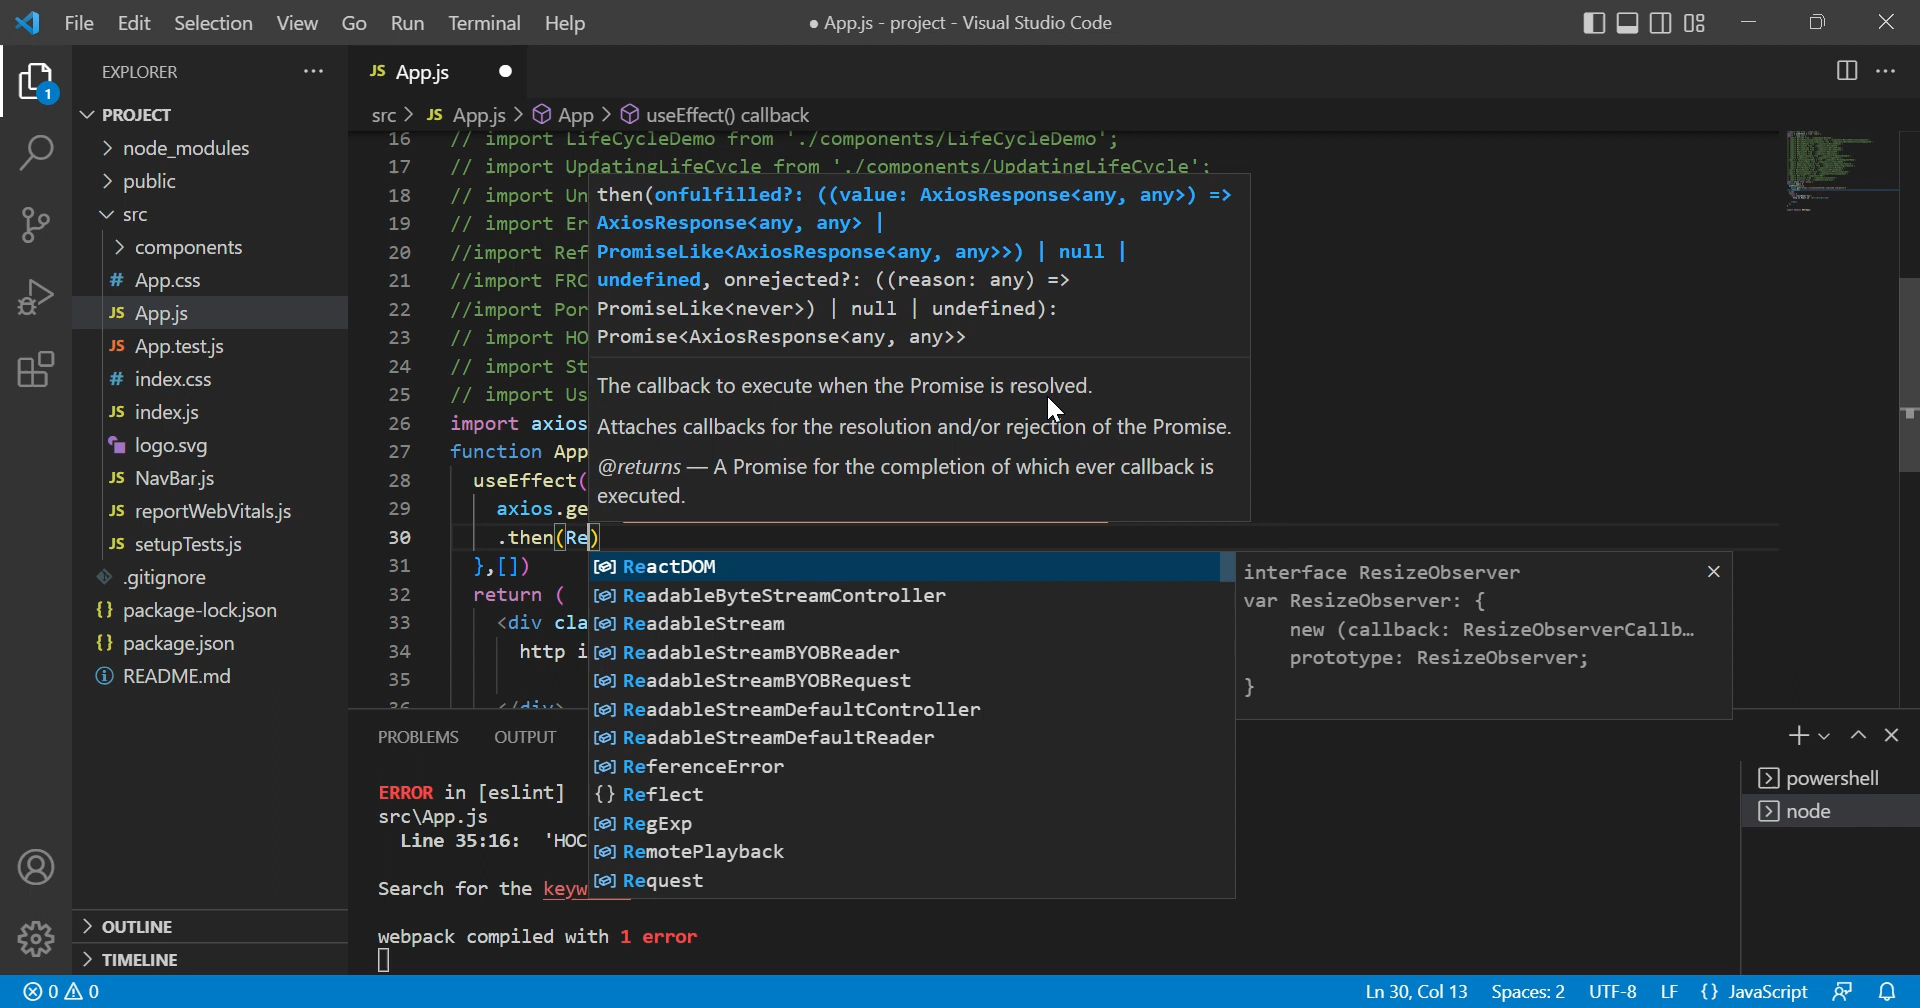 File Edit Selection View Go Run Terminal Help
● App.js - project - Visual Studio Code
1
EXPLORER ...
PROJECT
node_modules
public
src
components
# App.css
JS App.js
JS App.test.js
# index.css
JS index.js
logo.svg
JS NavBar.js
JS reportWebVitals.js
JS setupTests.js
.gitignore
{} package-lock.json
{} package.json
README.md
OUTLINE
TIMELINE
JS App.js ●
src > JS App.js > App > useEffect() callback
16 // import LifeCycleDemo from './components/LifeCycleDemo';
17 // import UpdatingLifeCycle from './components/UpdatingLifeCycle';
18 // import Un
19 // import Er
20 //import Ref
21 //import FRC
22 //import Por
23 // import HO
24 // import St
25 // import Us
26 import axios
27 function App
28 useEffect(
29 axios.ge
30 .then(Re)
31 },[])
32 return (
33 <div cla
34 http i
35
36 </div>
then(onfulfilled?: ((value: AxiosResponse<any, any>) =>
AxiosResponse<any, any> |
PromiseLike<AxiosResponse<any, any>>) | null |
undefined, onrejected?: ((reason: any) =>
PromiseLike<never>) | null | undefined):
Promise<AxiosResponse<any, any>>
The callback to execute when the Promise is resolved.
Attaches callbacks for the resolution and/or rejection of the Promise.
@returns — A Promise for the completion of which ever callback is
executed.
ReactDOM
ReadableByteStreamController
ReadableStream
ReadableStreamBYOBReader
ReadableStreamBYOBRequest
ReadableStreamDefaultController
ReadableStreamDefaultReader
ReferenceError
{} Reflect
RegExp
RemotePlayback
Request
interface ResizeObserver
var ResizeObserver: {
new (callback: ResizeObserverCallb…
prototype: ResizeObserver;
}
PROBLEMS OUTPUT
ERROR in [eslint]
src\App.js
Line 35:16: 'HOC
Search for the keyw
webpack compiled with 1 error
powershell
node
0 0
Ln 30, Col 13 Spaces: 2 UTF-8 LF {} JavaScript